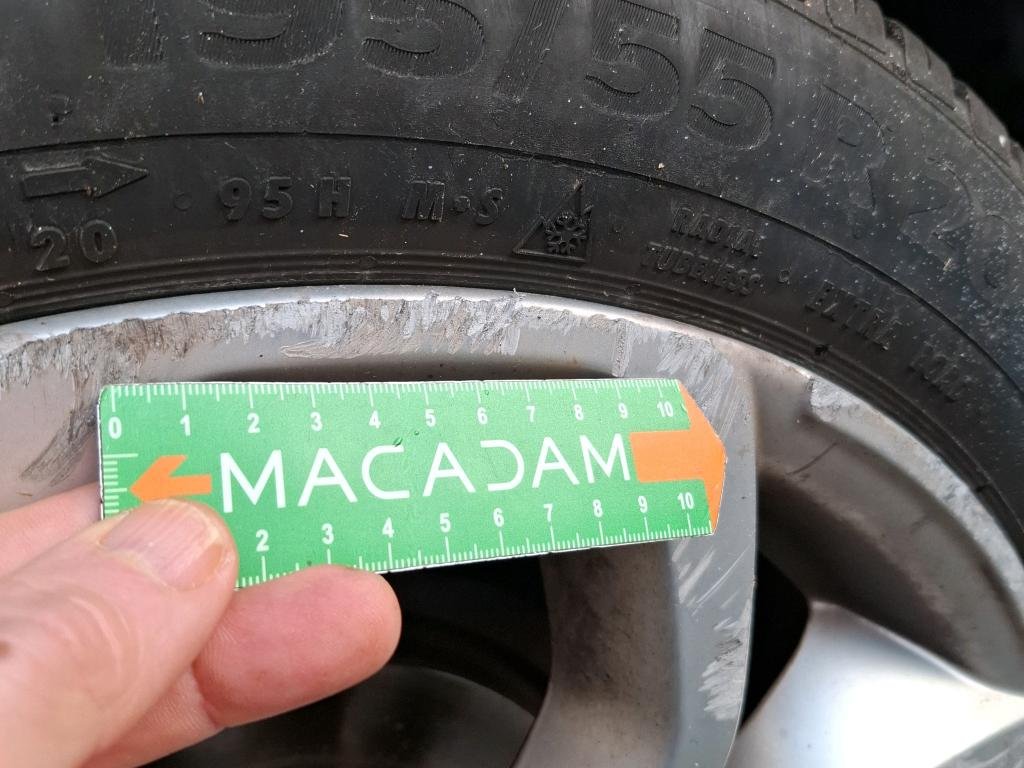 195/55 R 20
20 · 95 H M·S
RADIAL
TUBELESS · EXTRA LOAD
0 1 2 3 4 5 6 7 8 9 10
MACADAM
2 3 4 5 6 7 8 9 10